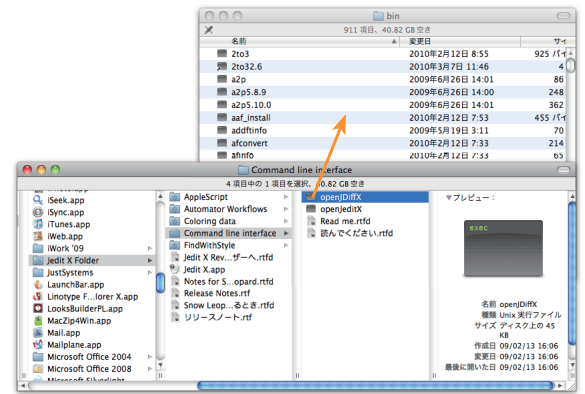 bin
911 項目、40.82 GB 空き
名前 変更日 サイ
2to3 2010年2月12日 8:55 925 バイ
2to32.6 2010年3月7日 11:46 4
a2p 2009年6月26日 14:01 86
a2p5.8.9 2009年6月26日 14:00 248
a2p5.10.0 2009年6月26日 14:01 362
aaf_install 2010年2月12日 7:53 455 バイ
addftinfo 2009年5月19日 3:11 70
afconvert 2010年2月12日 7:33 214
afinfo 2010年2月12日 7:33 65
Command line interface
4 項目中の 1 項目を選択、40.82 GB 空き
iPhoto.app
iSeek.app
iSync.app
iTunes.app
iWeb.app
iWork '09
Jedit X Folder
JustSystems
LaunchBar.app
Linotype F...lorer X.app
LooksBuilderPL.app
MacZip4Win.app
Mail.app
Mailplane.app
Microsoft Office 2004
Microsoft Office 2008
Microsoft Silverlight
AppleScript
Automator Workflows
Coloring data
Command line interface
FindWithStyle
Jedit X Rev...ザーへ.rtfd
Jedit X.app
Notes for S...opard.rtfd
Release Notes.rtf
Snow Leop...るとき.rtfd
リリースノート.rtf
openJDiffX
openJeditX
Read me.rtfd
読んでください.rtfd
▼プレビュー：
exec
名前 openJDiffX
種類 Unix 実行ファイル
サイズ ディスク上の 45
KB
作成日 09/02/13 16:06
変更日 09/02/13 16:06
最後に開いた日 09/02/13 16:06